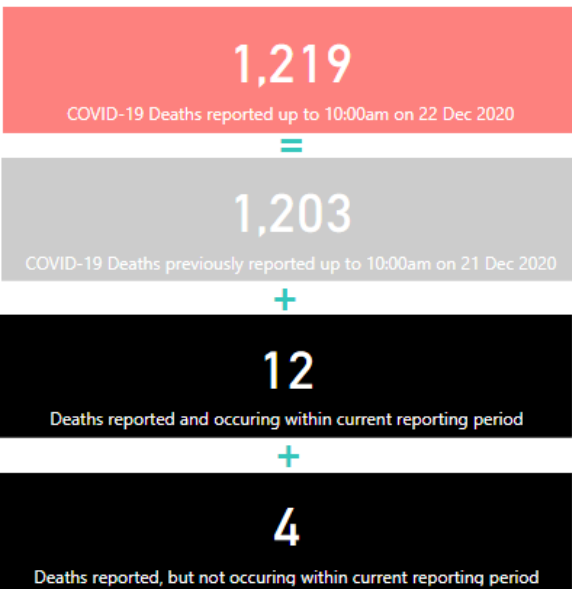 1,219
COVID-19 Deaths reported up to 10:00am on 22 Dec 2020
=
1,203
COVID-19 Deaths previously reported up to 10:00am on 21 Dec 2020
+
12
Deaths reported and occuring within current reporting period
+
4
Deaths reported, but not occuring within current reporting period